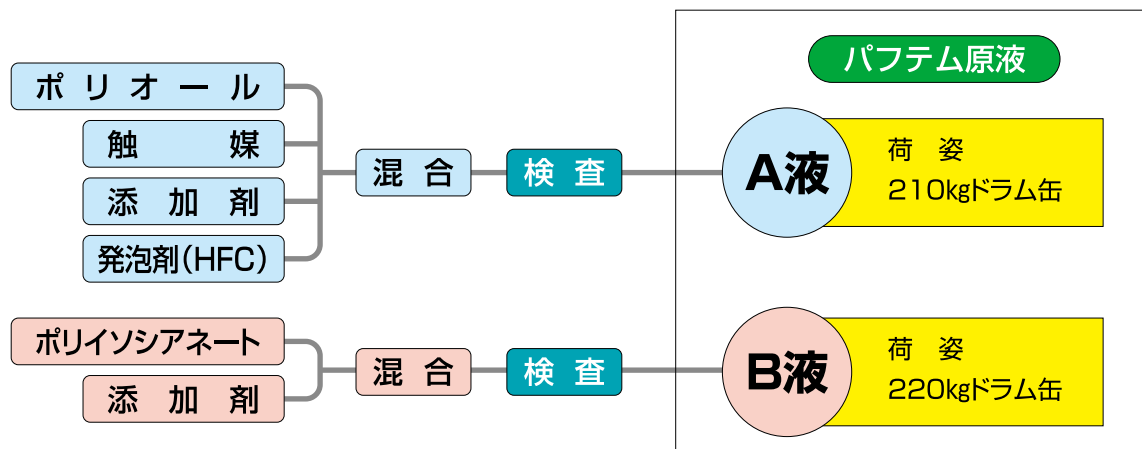 パフテム原液
ポリオール
触媒
添加剤
発泡剤(HFC)
混合
検査
A液
荷姿
210kgドラム缶
ポリイソシアネート
添加剤
混合
検査
B液
荷姿
220kgドラム缶